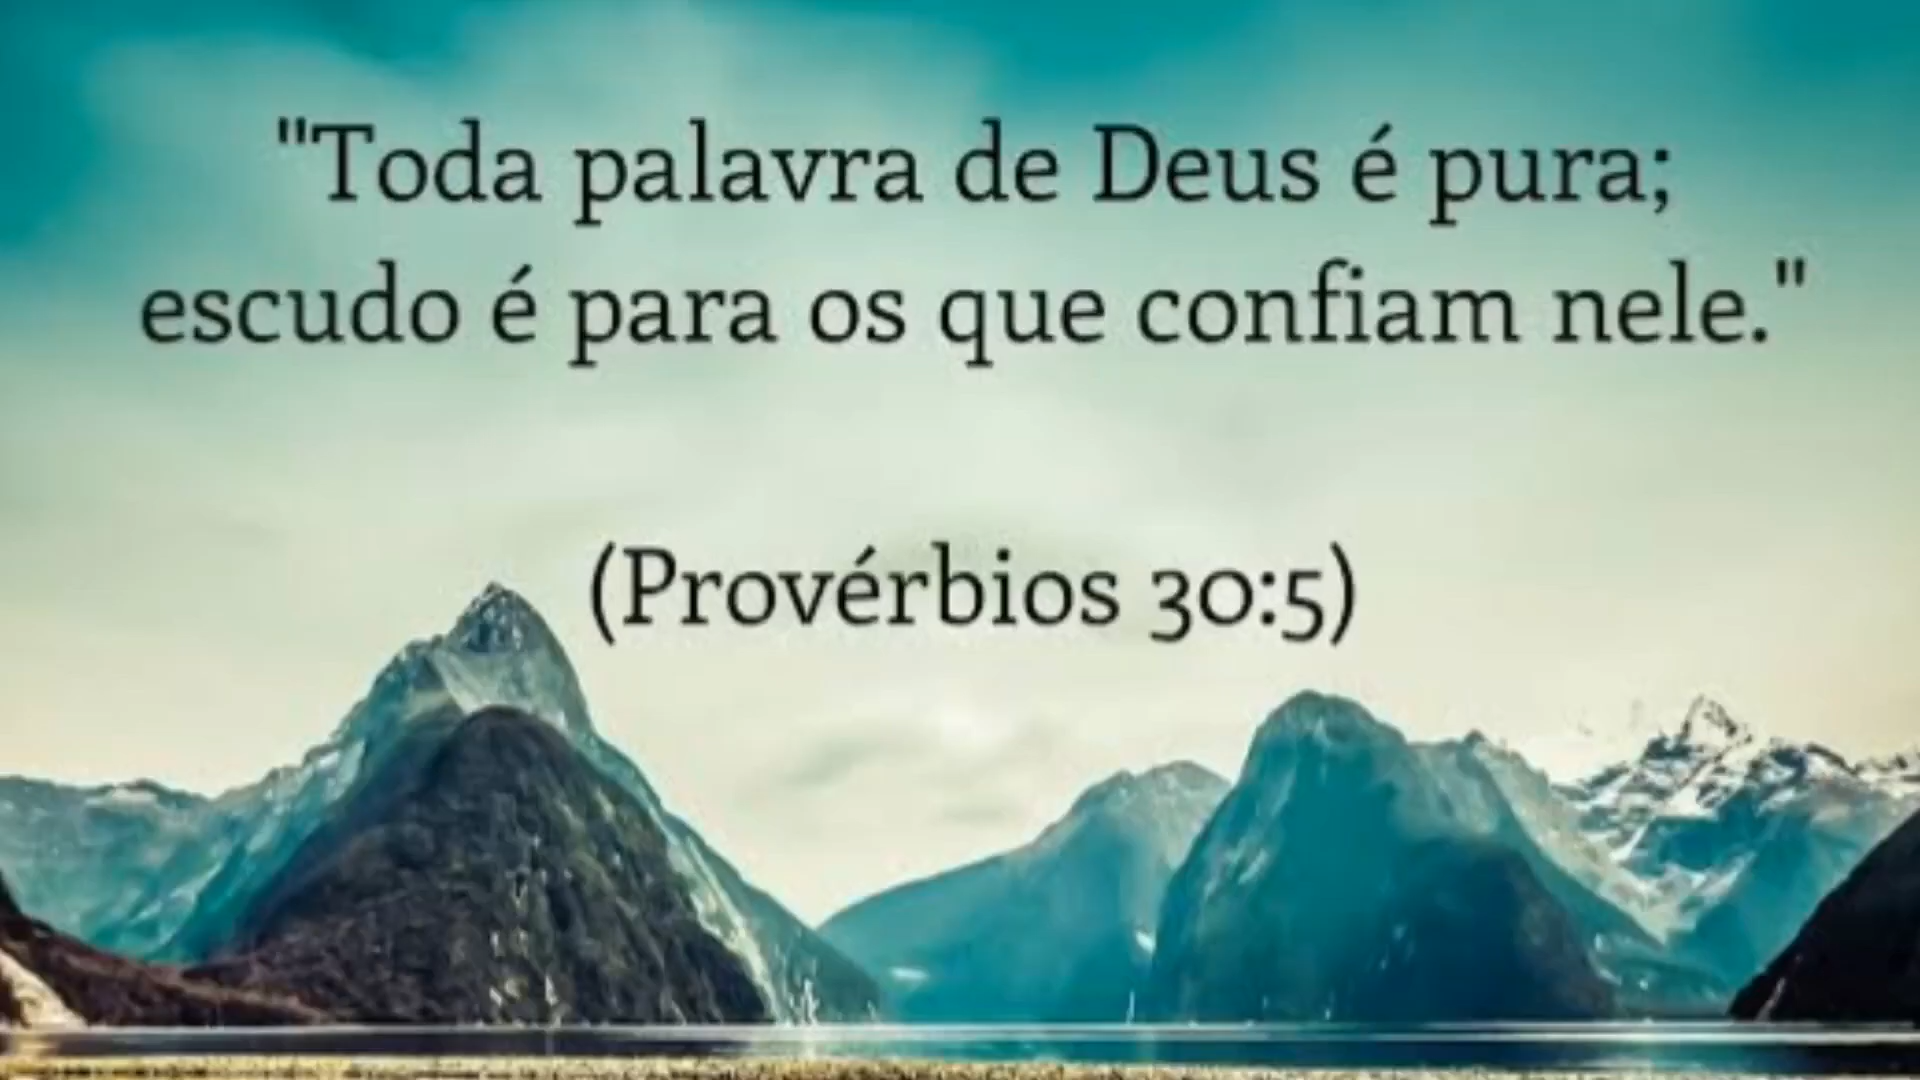 "Toda palavra de Deus é pura;
escudo é para os que confiam nele."
(Provérbios 30:5)